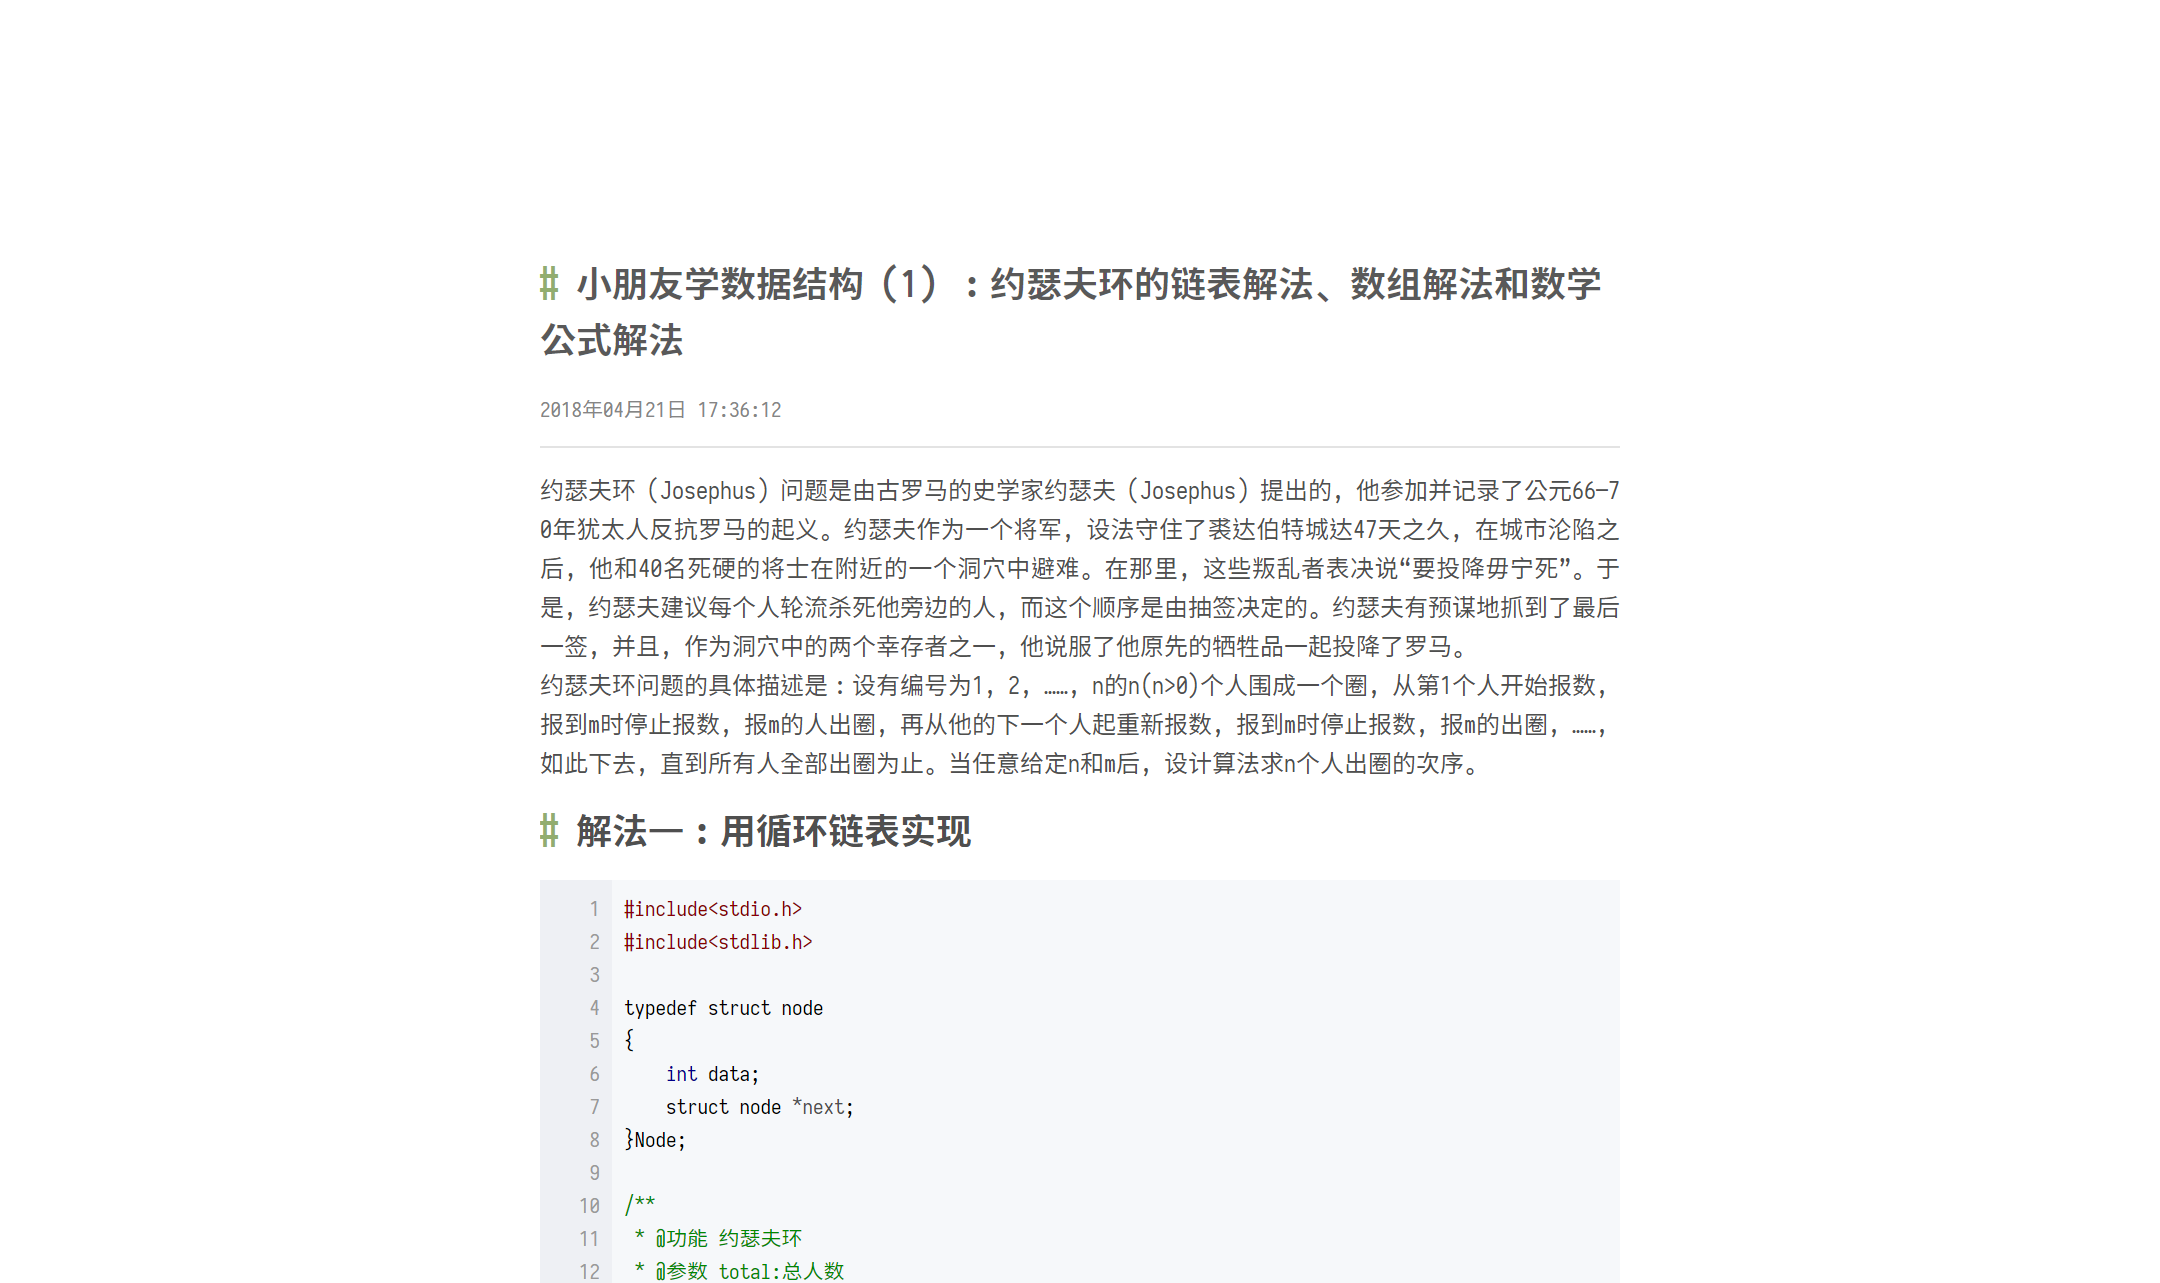 # 小朋友学数据结构（1）：约瑟夫环的链表解法、数组解法和数学
公式解法
2018年04月21日 17:36:12
约瑟夫环（Josephus）问题是由古罗马的史学家约瑟夫（Josephus）提出的，他参加并记录了公元66—7
0年犹太人反抗罗马的起义。约瑟夫作为一个将军，设法守住了裘达伯特城达47天之久，在城市沦陷之
后，他和40名死硬的将士在附近的一个洞穴中避难。在那里，这些叛乱者表决说“要投降毋宁死”。于
是，约瑟夫建议每个人轮流杀死他旁边的人，而这个顺序是由抽签决定的。约瑟夫有预谋地抓到了最后
一签，并且，作为洞穴中的两个幸存者之一，他说服了他原先的牺牲品一起投降了罗马。
约瑟夫环问题的具体描述是：设有编号为1，2，……，n的n(n>0)个人围成一个圈，从第1个人开始报数，
报到m时停止报数，报m的人出圈，再从他的下一个人起重新报数，报到m时停止报数，报m的出圈，……，
如此下去，直到所有人全部出圈为止。当任意给定n和m后，设计算法求n个人出圈的次序。
# 解法一：用循环链表实现
1 #include<stdio.h>
2 #include<stdlib.h>
3
4 typedef struct node
5 {
6     int data;
7     struct node *next;
8 }Node;
9
10 /**
11  * @功能 约瑟夫环
12  * @参数 total:总人数